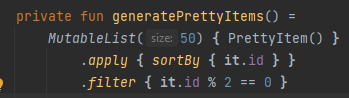 private fun generatePrettyItems() =
MutableList( size: 50) { PrettyItem() }
.apply { sortBy { it.id } }
.filter { it.id % 2 == 0 }